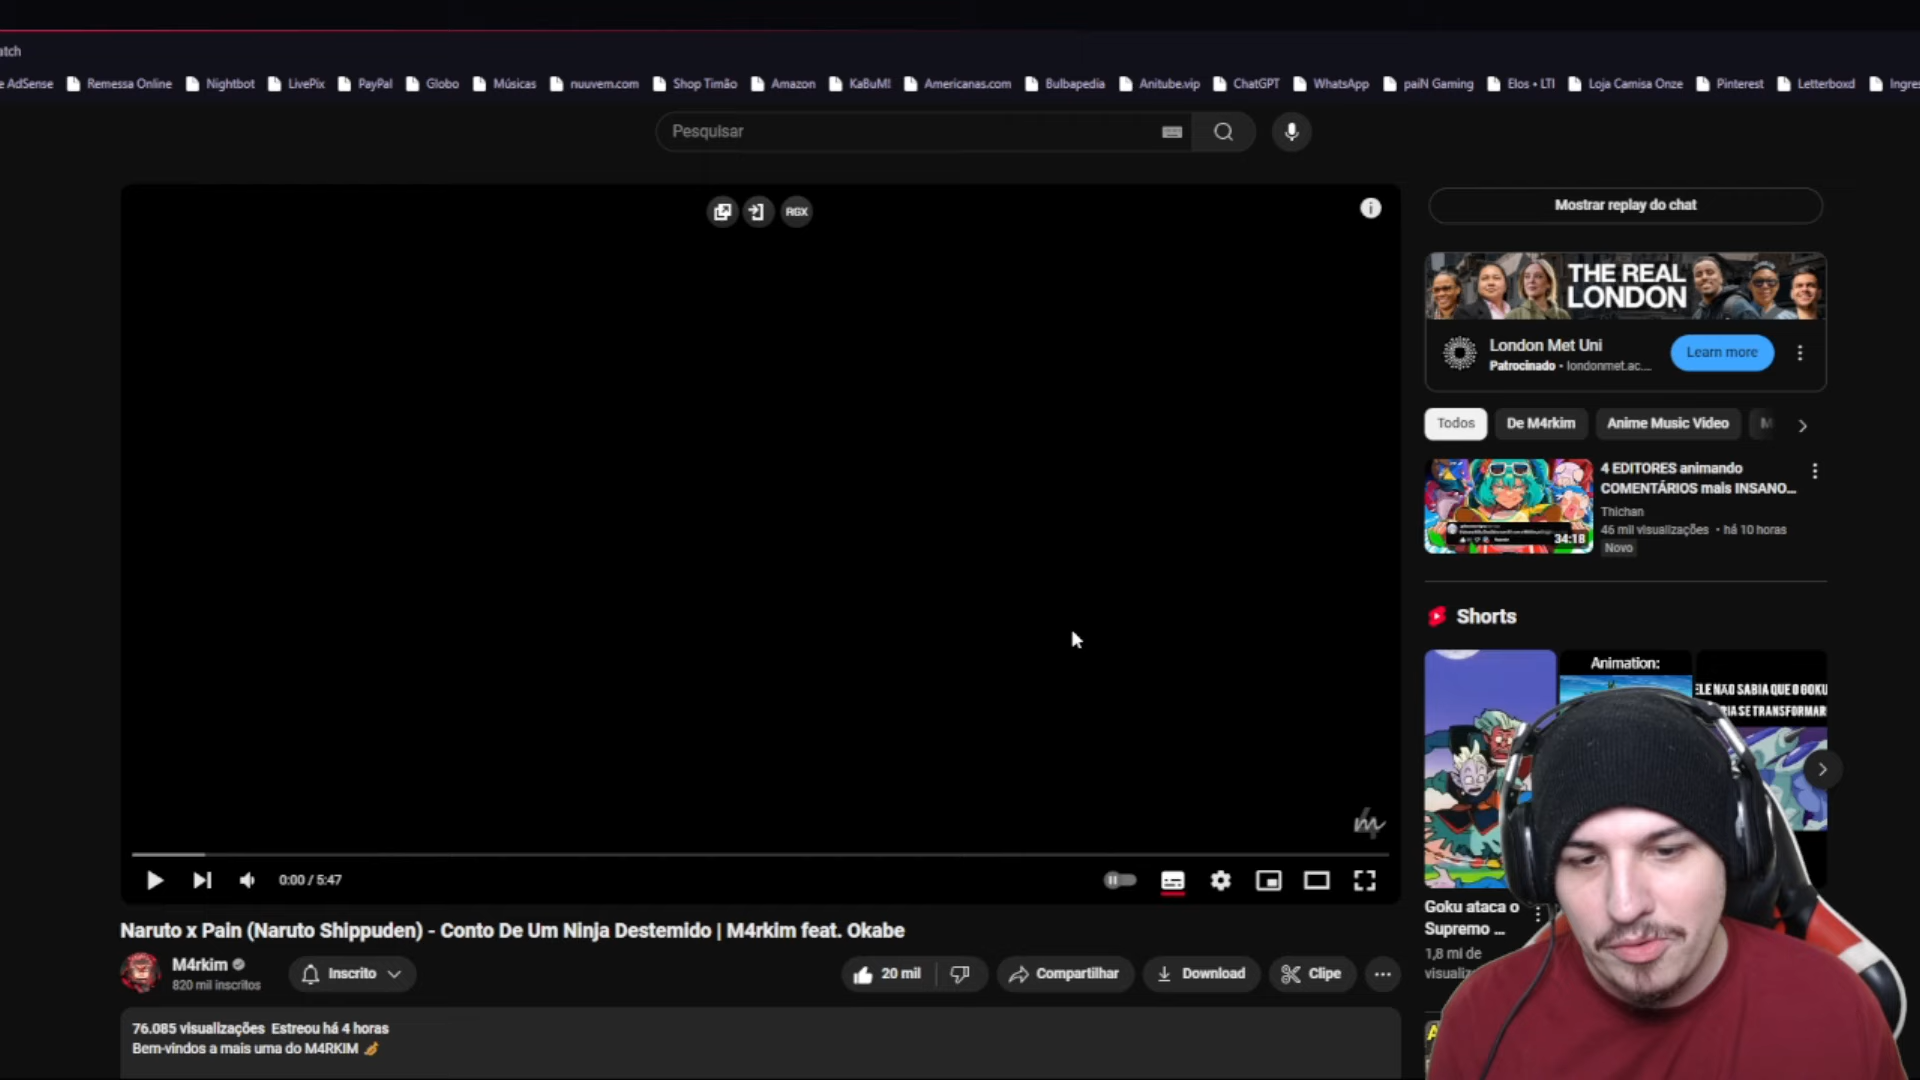 atch
e AdSense Remessa Online Nightbot LivePix PayPal Globo Músicas nuuvem.com Shop Timão Amazon KaBuM! Americanas.com Bulbapedia Anitube.vip ChatGPT WhatsApp paiN Gaming Elos • LTI Loja Camisa Onze Pinterest Letterboxd Ingre
Pesquisar
RGX
Mostrar replay do chat
THE REAL
LONDON
London Met Uni
Patrocinado • londonmet.ac....
Learn more
Todos De M4rkim Anime Music Video M
4 EDITORES animando
COMENTÁRIOS mais INSANO...
Thichan
46 mil visualizações • há 10 horas
Novo
34:18
Shorts
Animation:
ELE NÃO SABIA QUE O GOKU
RIA SE TRANSFORMAR
Goku ataca o
Supremo ...
1,8 mi de
visualiz
0:00 / 5:47
Naruto x Pain (Naruto Shippuden) - Conto De Um Ninja Destemido | M4rkim feat. Okabe
M4rkim
820 mil inscritos
Inscrito
20 mil
Compartilhar
Download
Clipe
76.085 visualizações Estreou há 4 horas
Bem-vindos a mais uma do M4RKIM